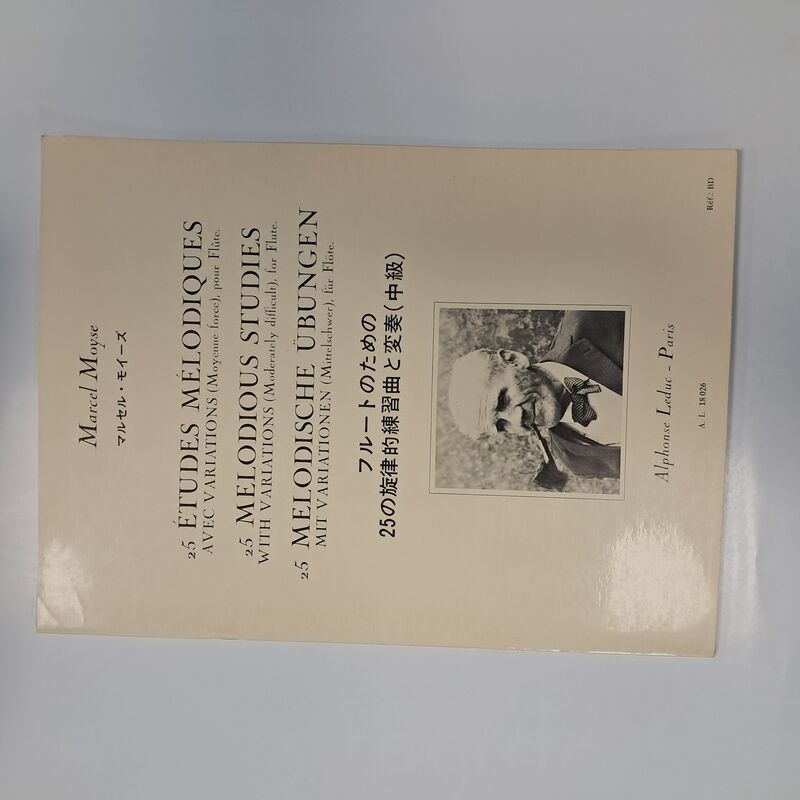 Marcel Moyse
マルセル・モイーズ
25 ÉTUDES MÉLODIQUES
AVEC VARIATIONS (Moyenne force), pour Flûte.
25 MELODIOUS STUDIES
WITH VARIATIONS (Moderately difficult), for Flute.
25 MELODISCHE ÜBUNGEN
MIT VARIATIONEN (Mittelschwer), für Flöte.
フルートのための
25の旋律的練習曲と変奏(中級)
Alphonse Leduc - Paris
A. L. 18 026
Réf.: BD